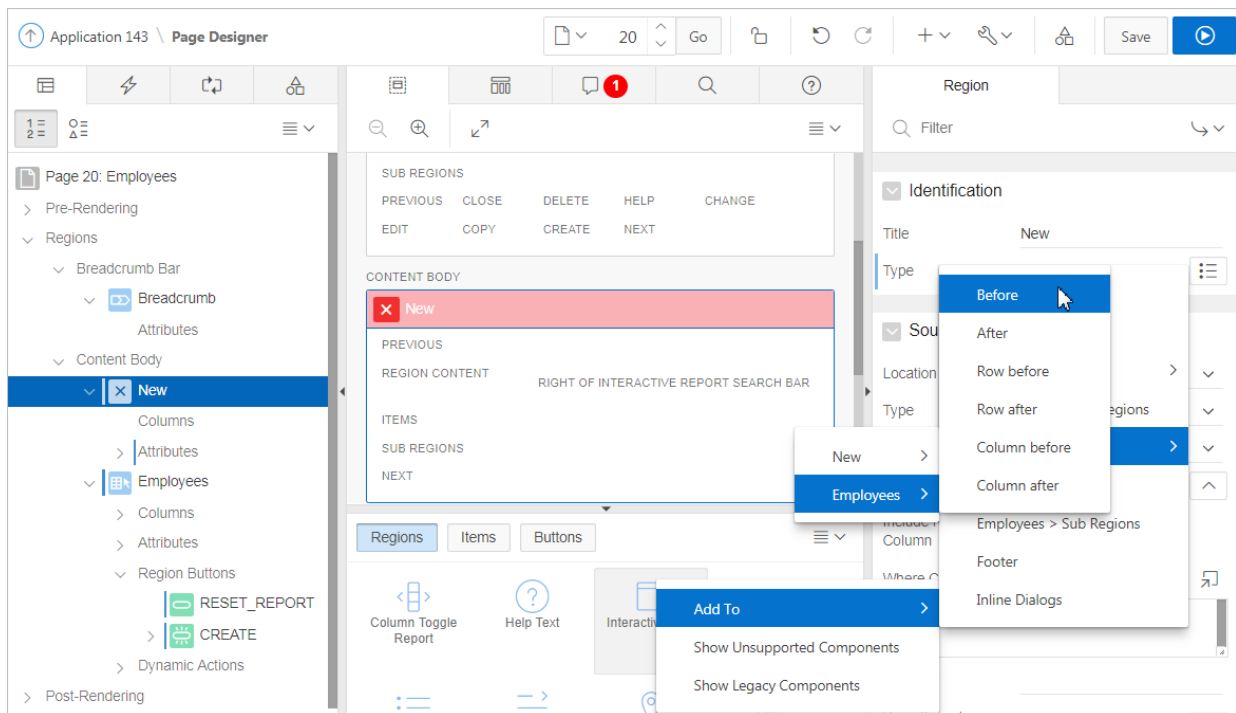 Application 143 \ Page Designer
20
Go
Save
1
Region
Filter
Page 20: Employees
Pre-Rendering
Regions
Breadcrumb Bar
Breadcrumb
Attributes
Content Body
New
Columns
Attributes
Employees
Columns
Attributes
Region Buttons
RESET_REPORT
CREATE
Dynamic Actions
Post-Rendering
SUB REGIONS
PREVIOUS CLOSE DELETE HELP CHANGE
EDIT COPY CREATE NEXT
CONTENT BODY
New
PREVIOUS
REGION CONTENT
RIGHT OF INTERACTIVE REPORT SEARCH BAR
ITEMS
SUB REGIONS
NEXT
Regions Items Buttons
Column Toggle
Report
Help Text
Add To
Show Unsupported Components
Show Legacy Components
New
Employees
Before
After
Row before
Row after
Column before
Column after
Employees > Sub Regions
Footer
Inline Dialogs
Identification
Title New
Type
Location
Type
Column